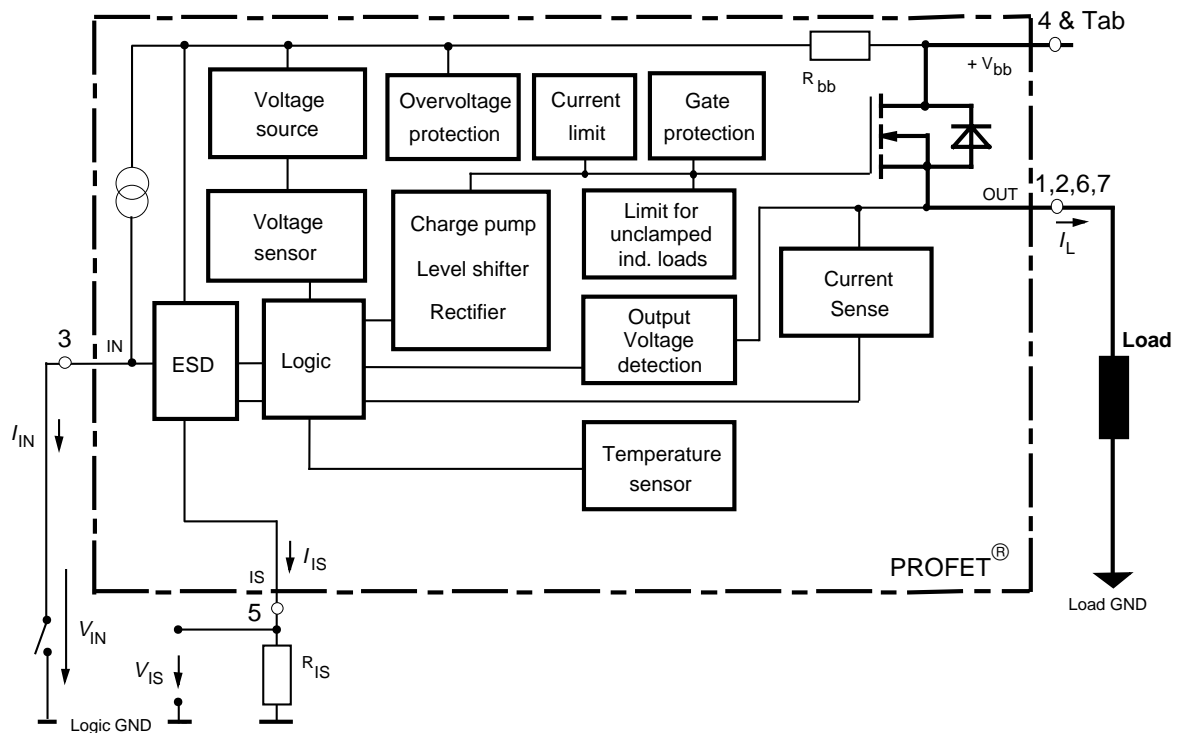 4 & Tab
R bb
+ V bb
Voltage
source
Overvoltage
protection
Current
limit
Gate
protection
Voltage
sensor
Charge pump
Level shifter
Rectifier
Limit for
unclamped
ind. loads
OUT
1,2,6,7
I L
Current
Sense
Output
Voltage
detection
3
IN
ESD
Logic
Load
I IN
Temperature
sensor
I IS
IS
PROFET®
Load GND
5
V IN
V IS
R IS
Logic GND